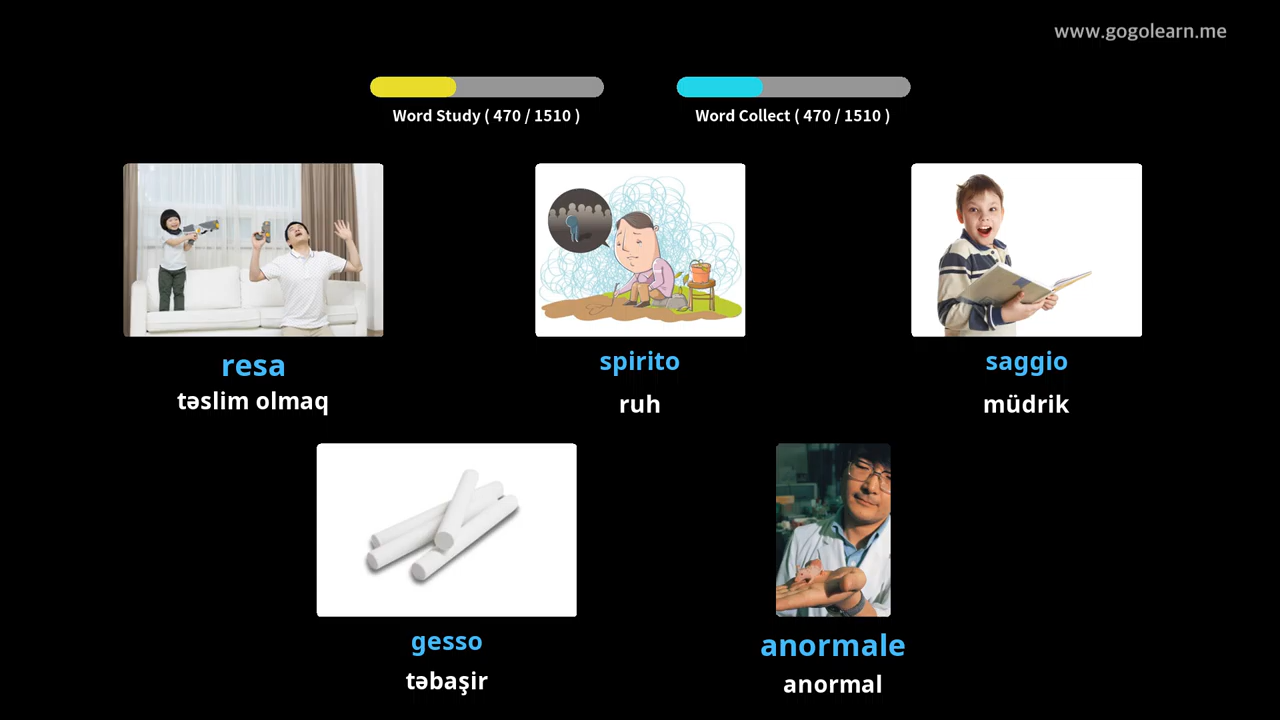 www.gogolearn.me
Word Study ( 470 / 1510 )
Word Collect ( 470 / 1510 )
resa
təslim olmaq
spirito
ruh
saggio
müdrik
gesso
təbaşir
anormale
anormal